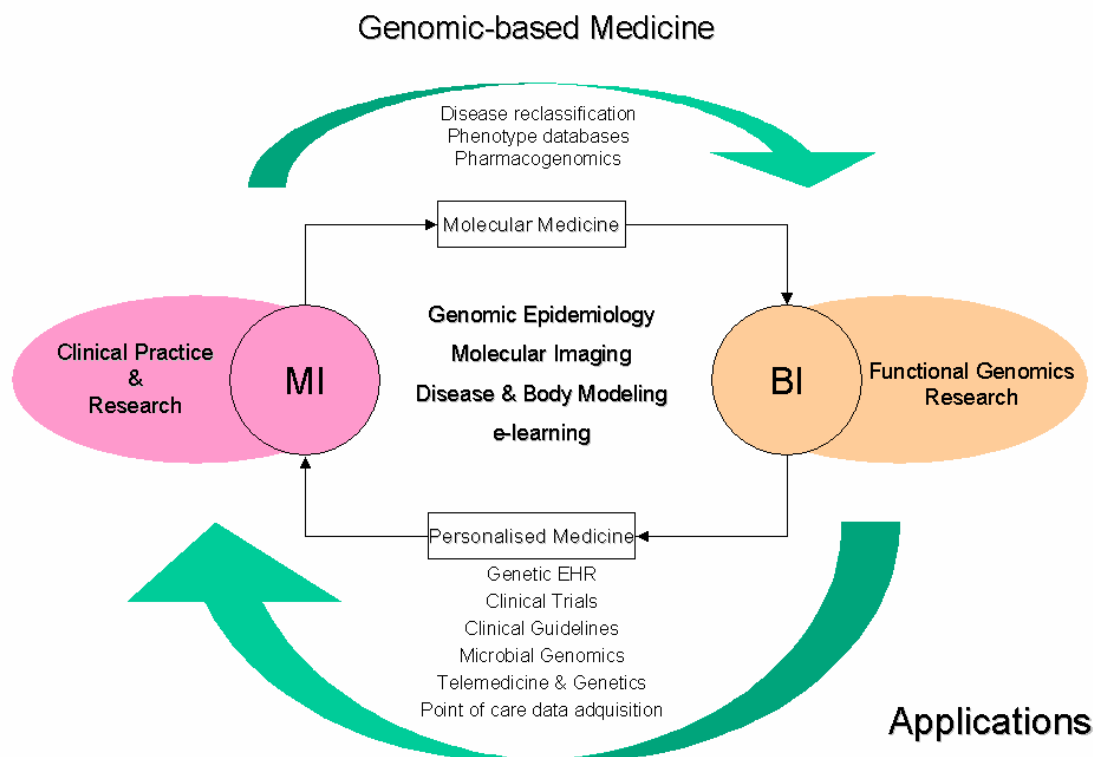 Genomic-based Medicine
Disease reclassification
Phenotype databases
Pharmacogenomics
Molecular Medicine
Clinical Practice
&
Research
MI
Genomic Epidemiology
Molecular Imaging
Disease & Body Modeling
e-learning
BI
Functional Genomics
Research
Personalised Medicine
Genetic EHR
Clinical Trials
Clinical Guidelines
Microbial Genomics
Telemedicine & Genetics
Point of care data adquisition
Applications